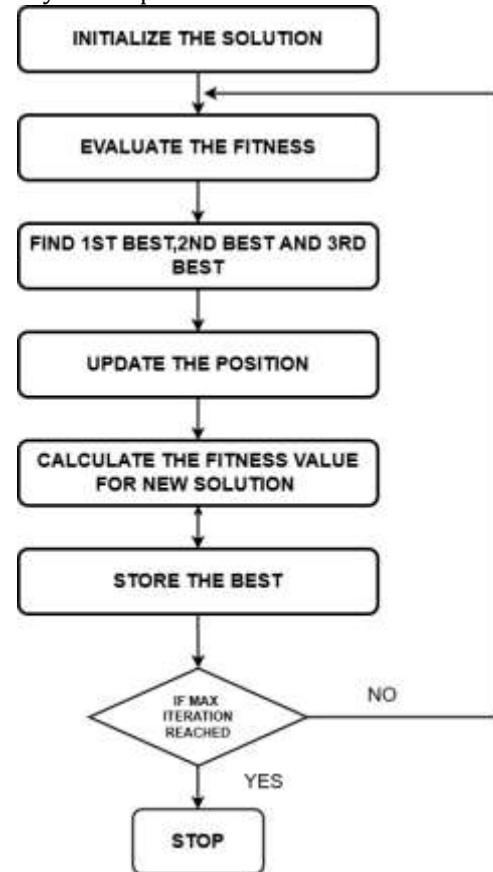 INITIALIZE THE SOLUTION
EVALUATE THE FITNESS
FIND 1ST BEST,2ND BEST AND 3RD
BEST
UPDATE THE POSITION
CALCULATE THE FITNESS VALUE
FOR NEW SOLUTION
STORE THE BEST
IF MAX
ITERATION
REACHED
NO
YES
STOP